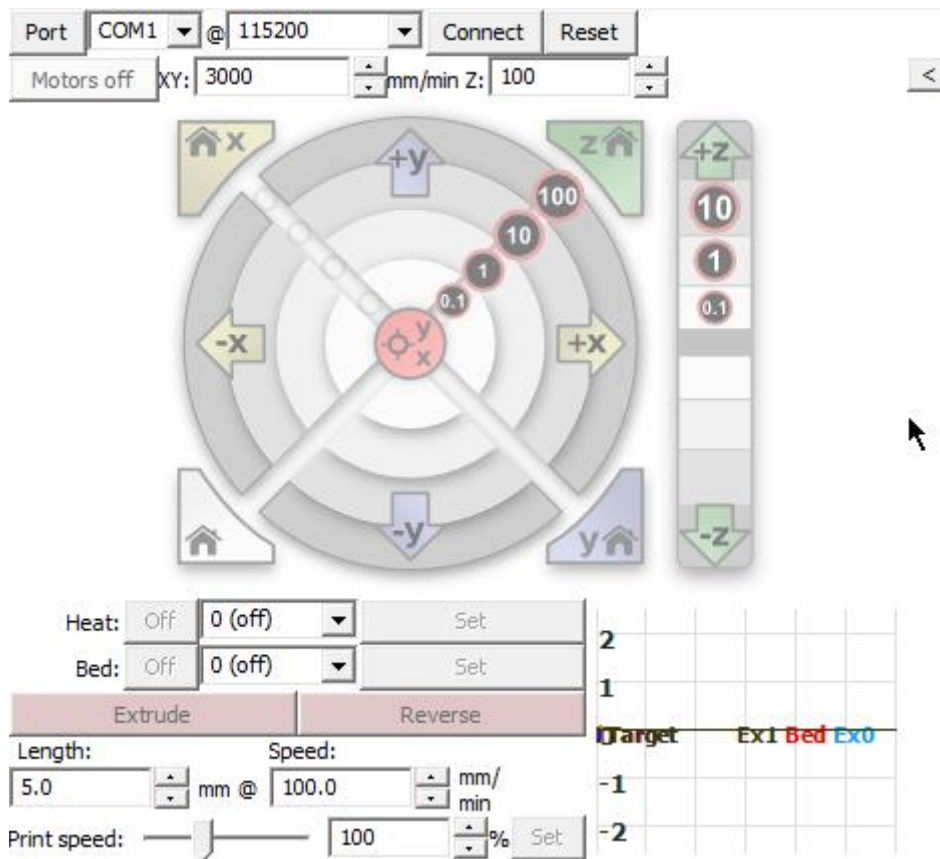 Port COM1 @ 115200 Connect Reset
Motors off XY: 3000 mm/min Z: 100 <
x +y z +z
100 10
10
1 1
0.1 0.1
y
-x x +x
-y y -z
Heat: Off 0 (off) Set
Bed: Off 0 (off) Set
Extrude Reverse
Length: Speed:
5.0 mm @ 100.0 mm/
min
Print speed: 100 % Set
2
1
0 Target Ex1 Bed Ex0
-1
-2